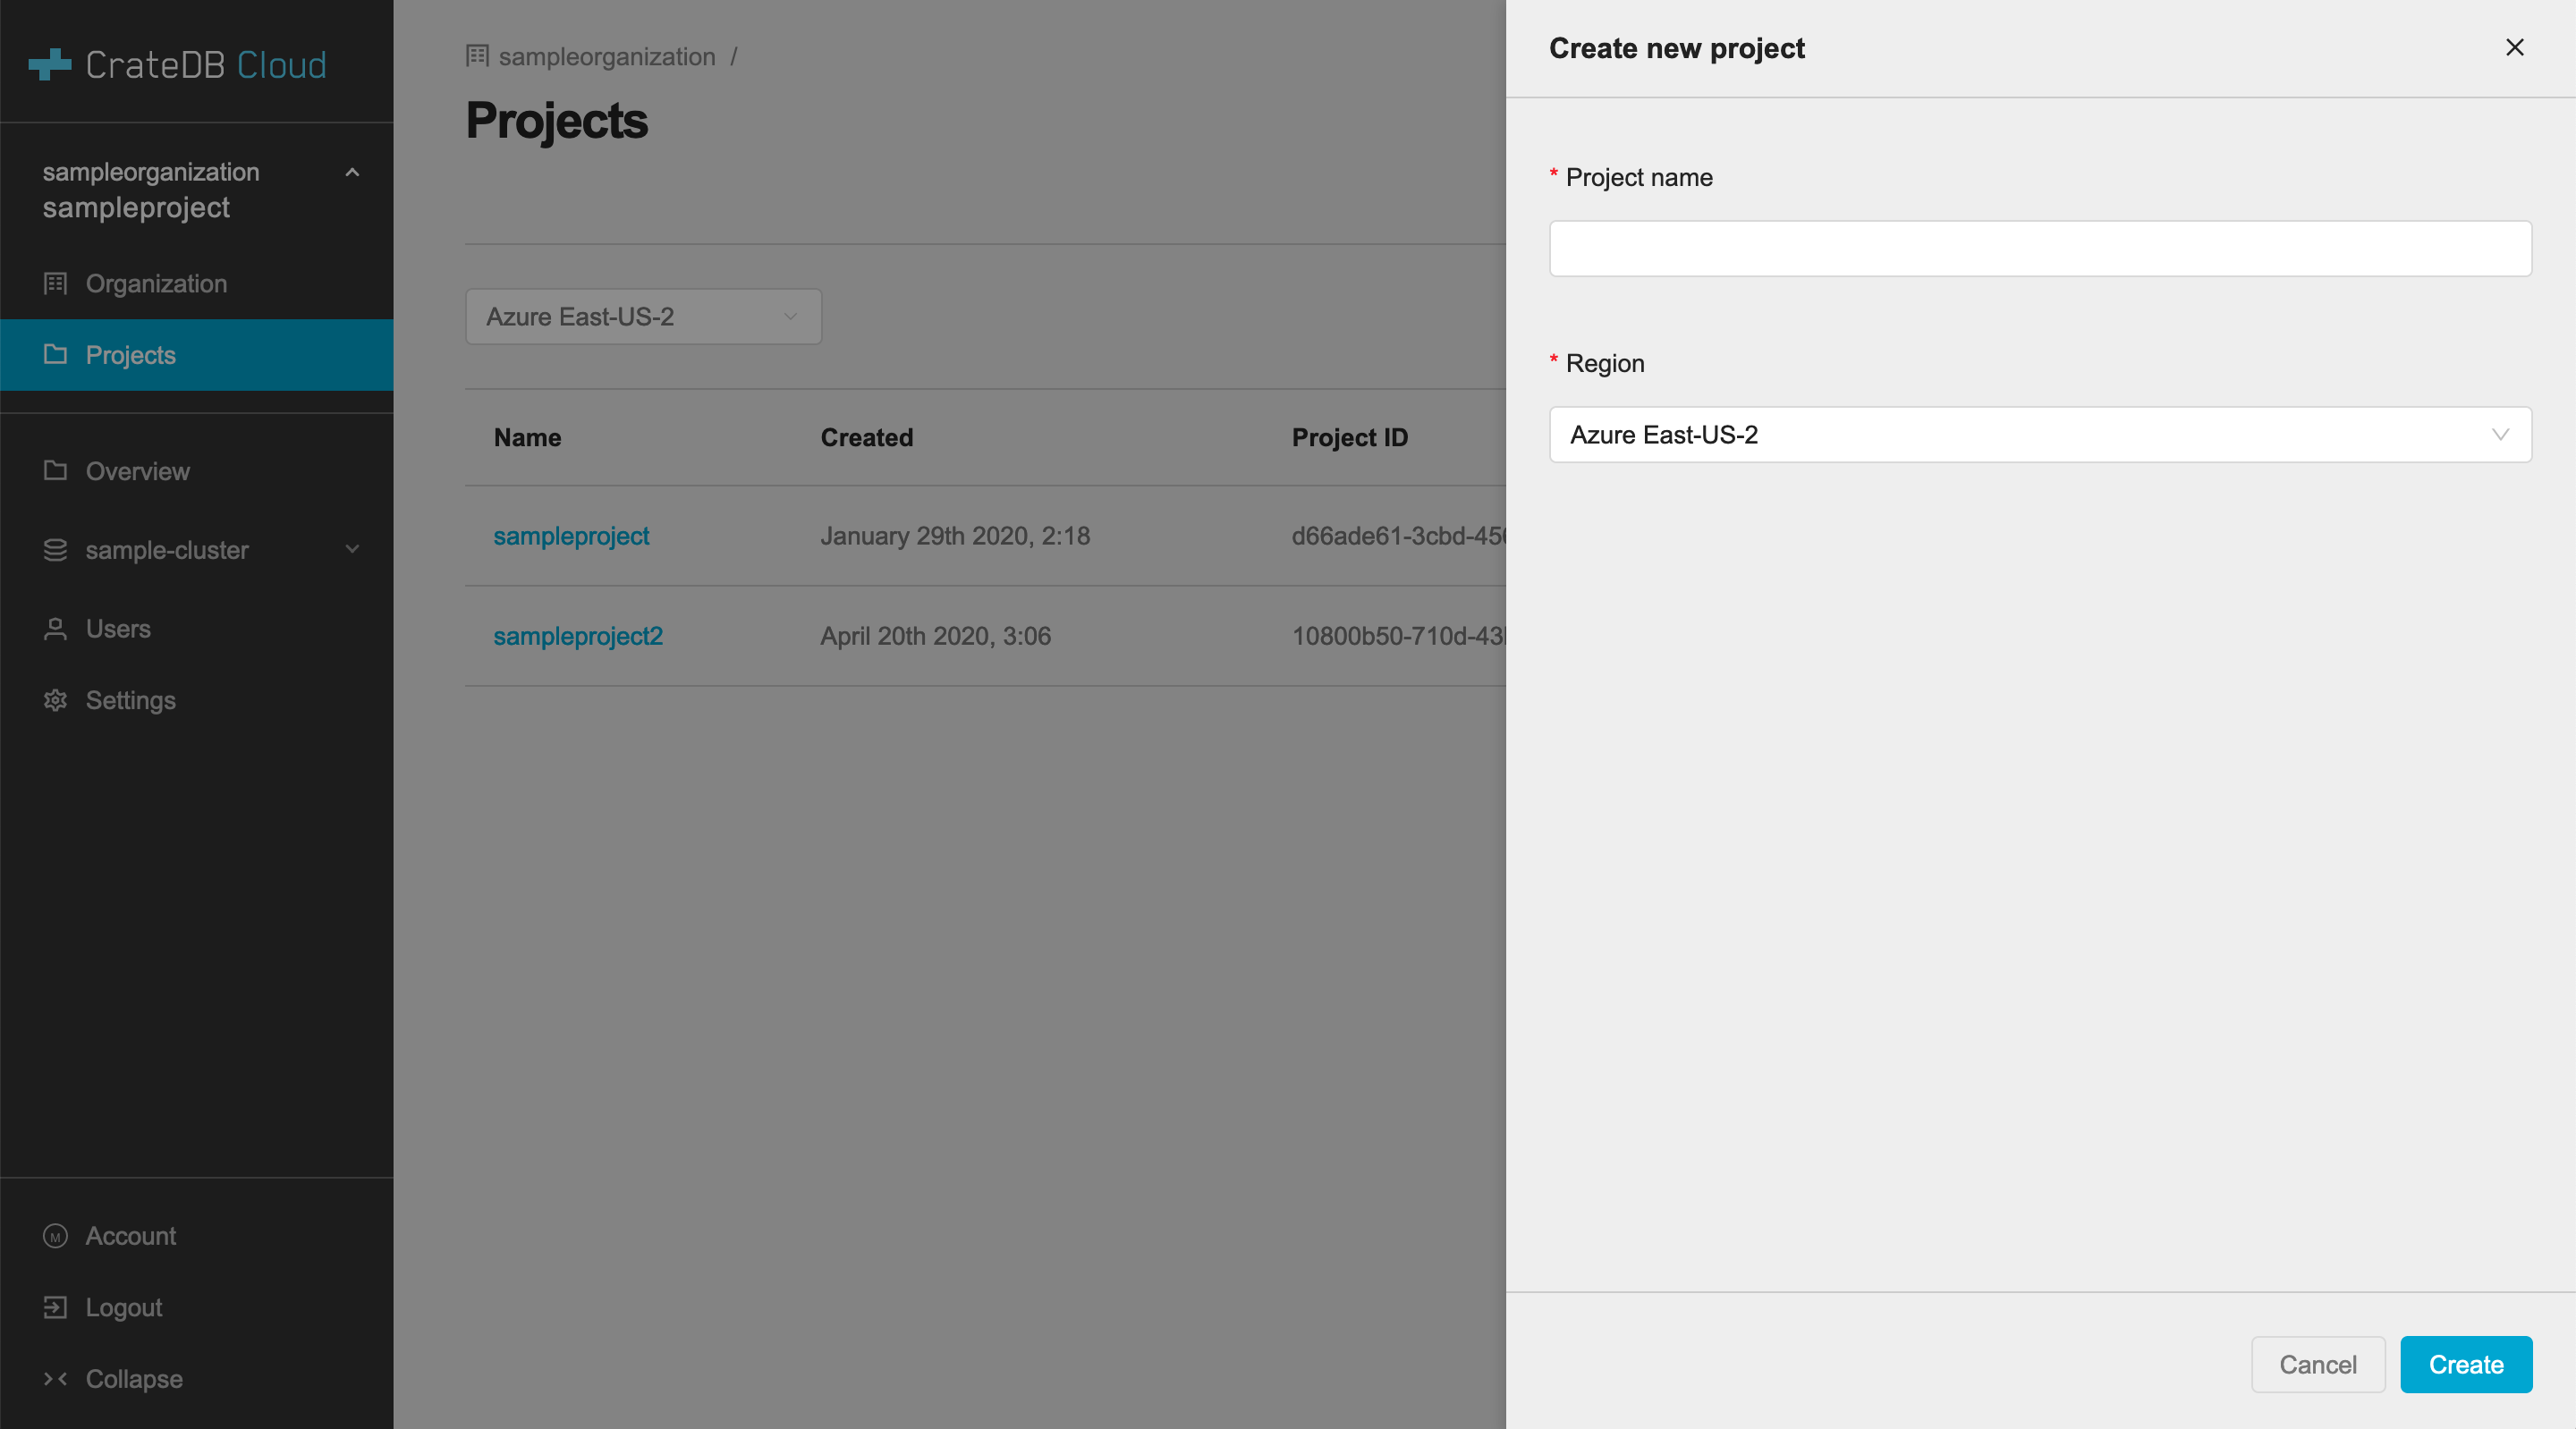 CrateDB Cloud
sampleorganization
sampleproject
Organization
Projects
Overview
sample-cluster
Users
Settings
Account
Logout
Collapse
sampleorganization /
Projects
Azure East-US-2
Name Created Project ID
sampleproject January 29th 2020, 2:18 d66ade61-3cbd-45
sampleproject2 April 20th 2020, 3:06 10800b50-710d-43
Create new project
* Project name
* Region
Azure East-US-2
Cancel Create